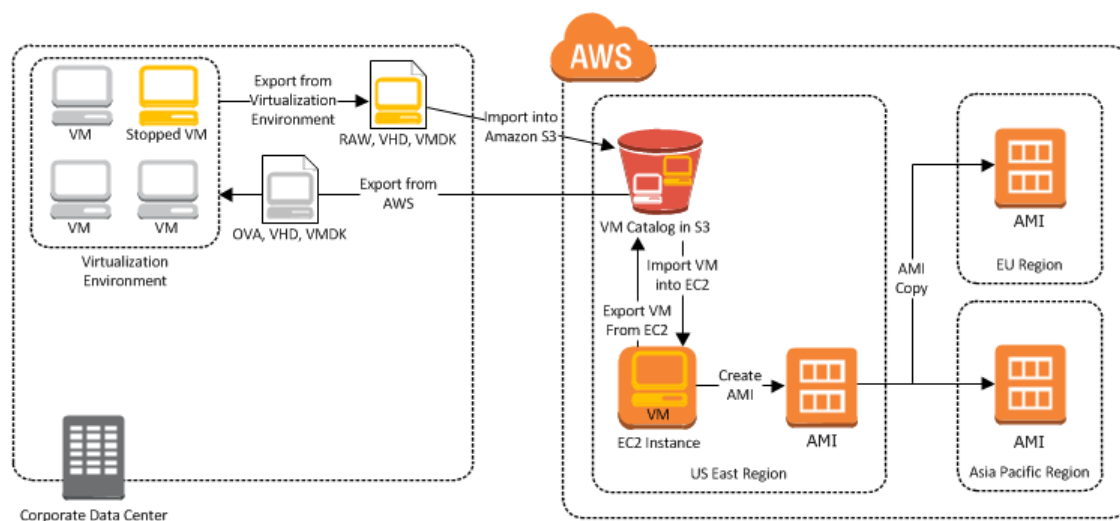 VM
Stopped VM
VM
VM
Virtualization
Environment
Export from
Virtualization
Environment
RAW, VHD, VMDK
Import into
Amazon S3
Export from
AWS
OVA, VHD, VMDK
Corporate Data Center
AWS
VM Catalog in S3
Import VM
into EC2
Export VM
From EC2
VM
EC2 Instance
Create
AMI
AMI
US East Region
AMI
Copy
AMI
EU Region
AMI
Asia Pacific Region